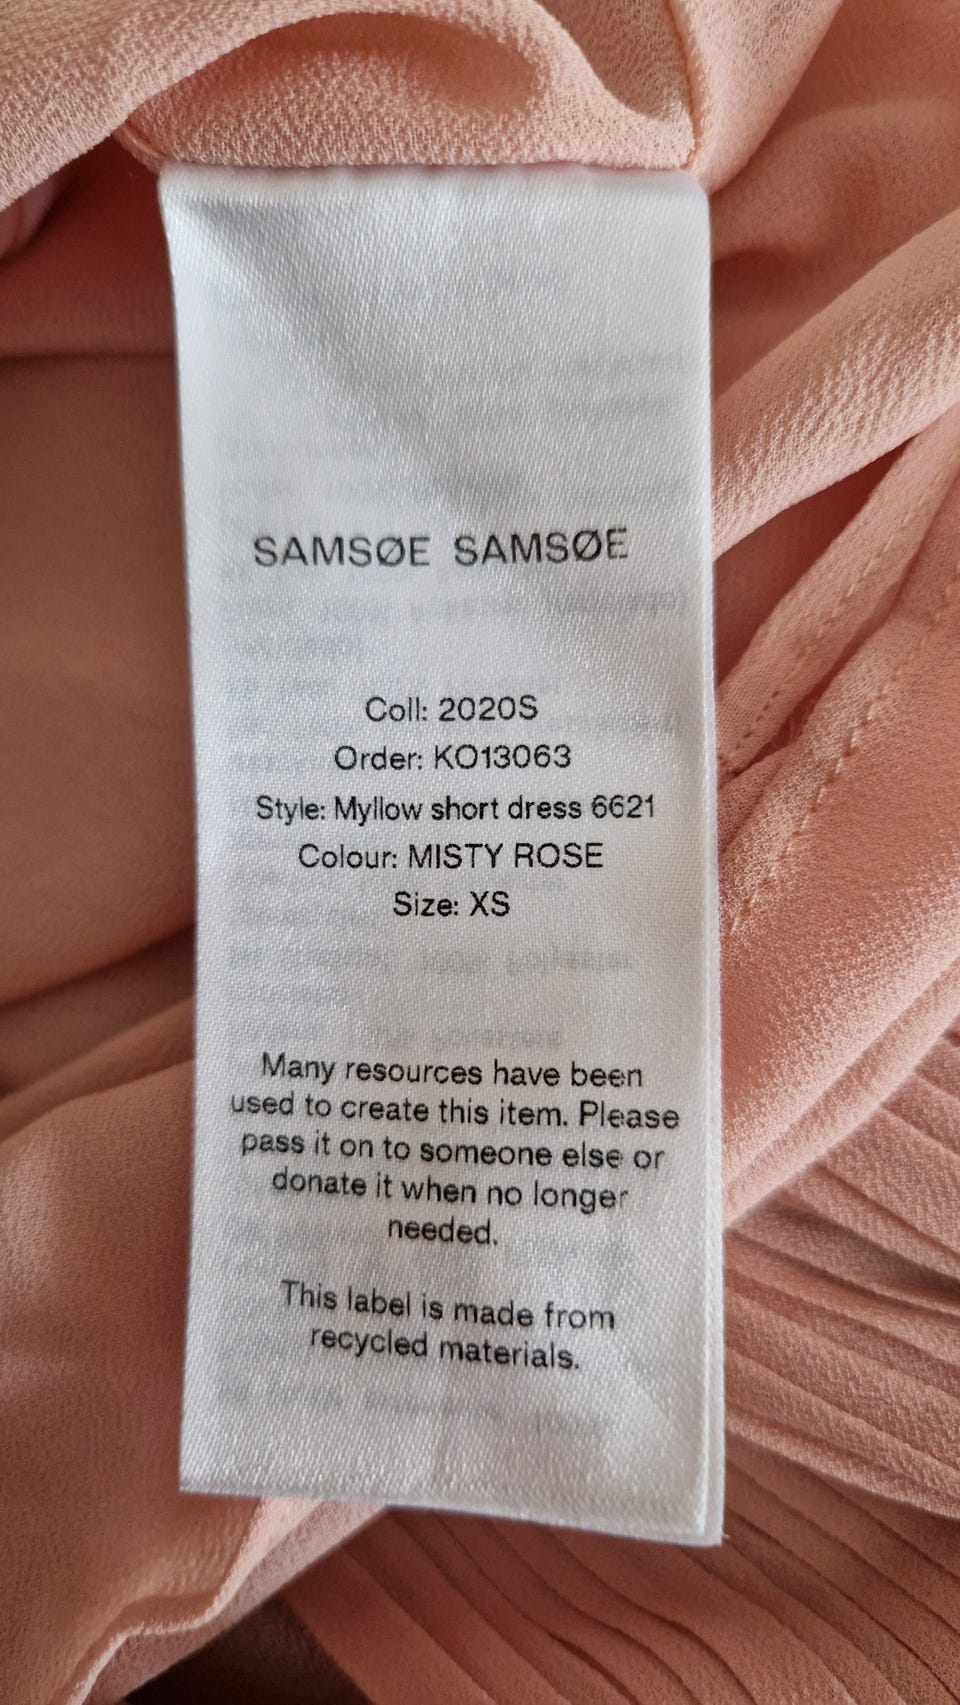 SAMSØE SAMSØE
Coll: 2020S
Order: KO13063
Style: Myllow short dress 6621
Colour: MISTY ROSE
Size: XS
Many resources have been
used to create this item. Please
pass it on to someone else or
donate it when no longer
needed.
This label is made from
recycled materials.